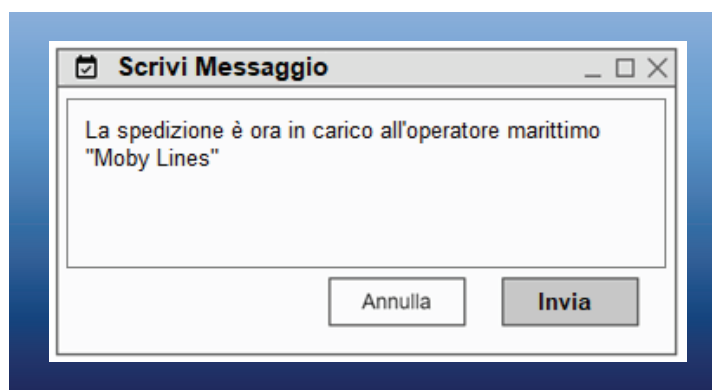 Scrivi Messaggio
La spedizione è ora in carico all'operatore marittimo
"Moby Lines"
Annulla
Invia